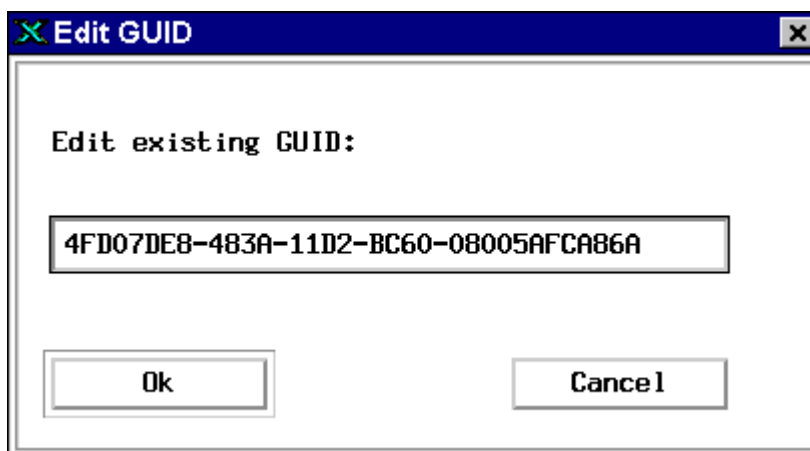 Edit GUID
Edit existing GUID:
4FD07DE8-483A-11D2-BC60-08005AFCA86A
Ok
Cancel